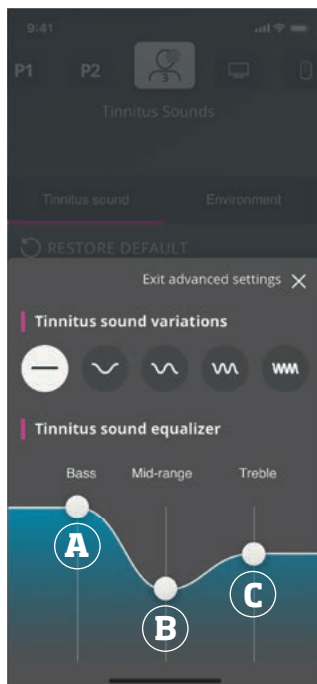 9:41
P1 P2 3
Tinnitus Sounds
Tinnitus sound Environment
RESTORE DEFAULT
Exit advanced settings
Tinnitus sound variations
Tinnitus sound equalizer
Bass Mid-range Treble
A
C
B